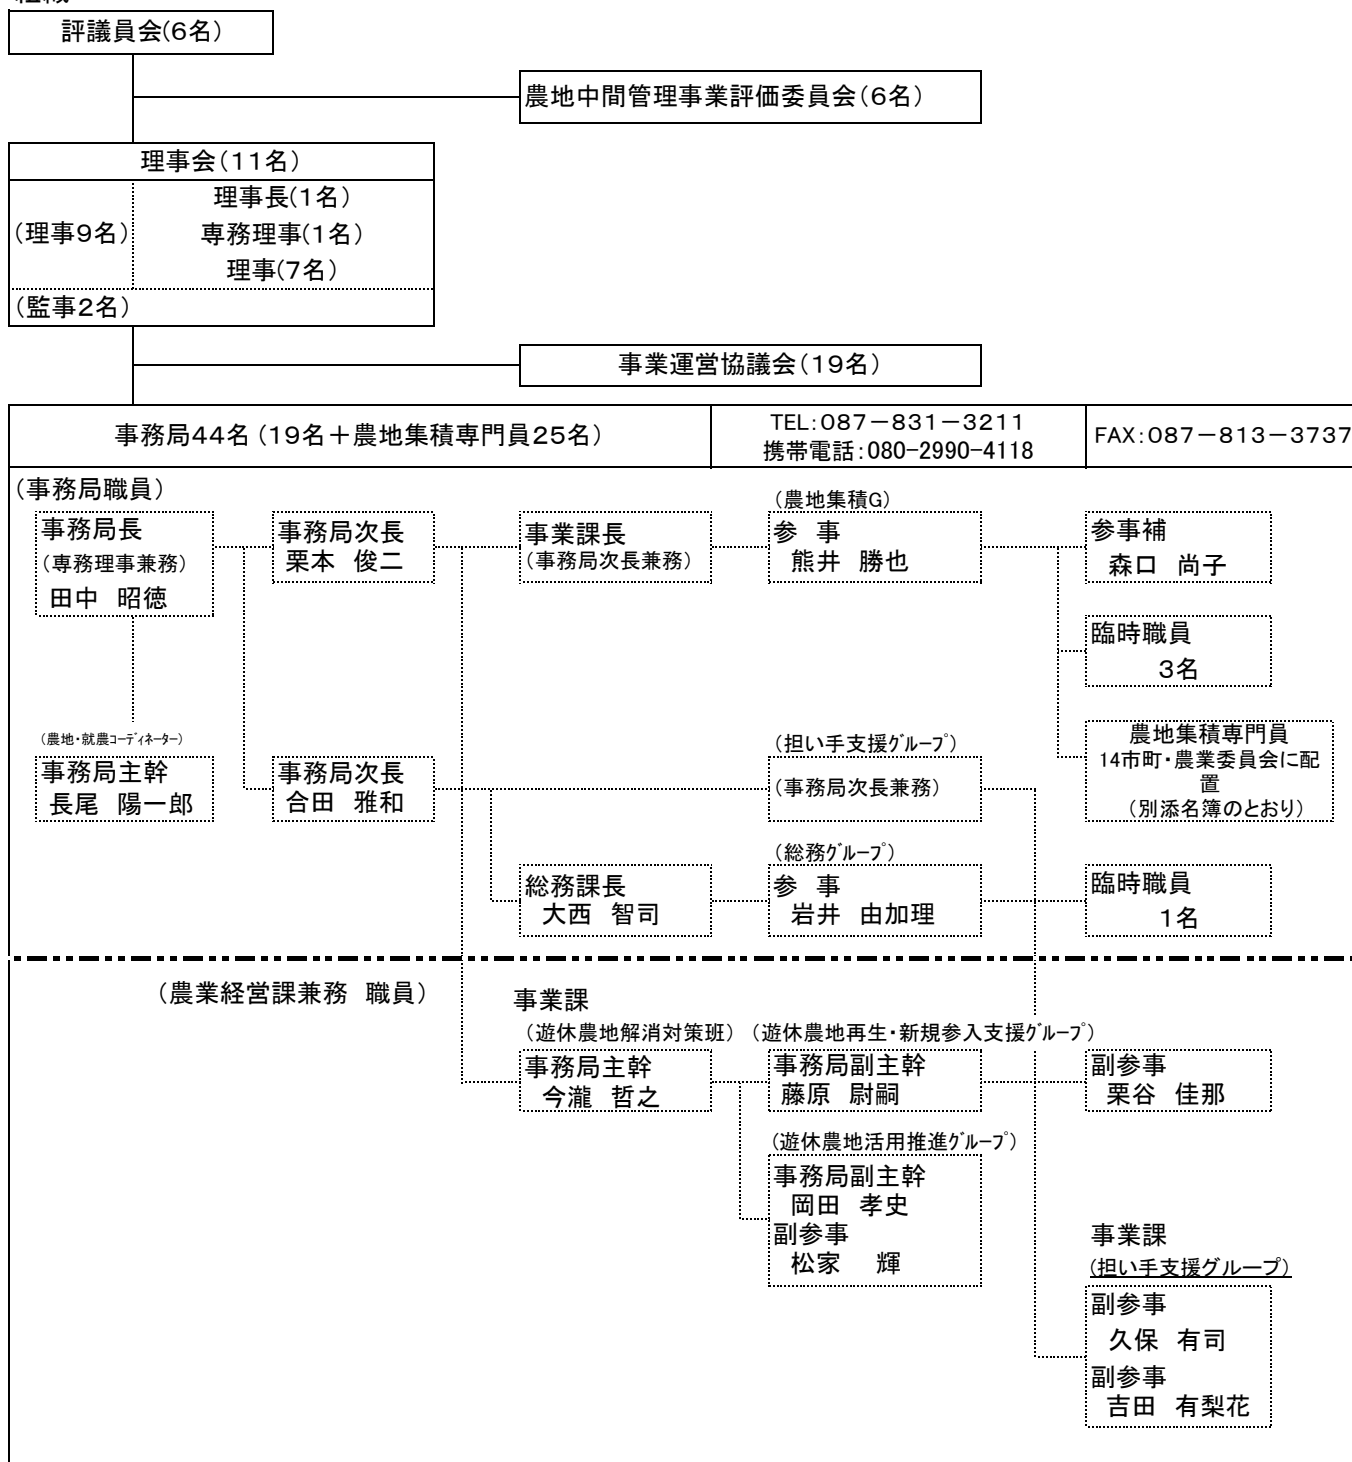 評議員会(6名)
農地中間管理事業評価委員会(6名)
理事会(11名)
理事長(1名)
(理事9名)
専務理事(1名)
理事(7名)
(監事2名)
事業運営協議会(19名)
事務局44名(19名+農地集積専門員25名)
TEL:087-831-3211
携帯電話:080-2990-4118
FAX:087-813-3737
(事務局職員)
事務局長
(専務理事兼務)
田中 昭徳
事務局次長
栗本 俊二
事業課長
(事務局次長兼務)
(農地集積G)
参 事
熊井 勝也
参事補
森口 尚子
臨時職員
3名
農地集積専門員
14市町・農業委員会に配
置
(別添名簿のとおり)
(農地・就農コーディネーター)
事務局主幹
長尾 陽一郎
事務局次長
合田 雅和
(担い手支援グループ)
(事務局次長兼務)
総務課長
大西 智司
(総務グループ)
参 事
岩井 由加理
臨時職員
1名
(農業経営課兼務 職員)
事業課
(遊休農地解消対策班)
事務局主幹
今瀧 哲之
(遊休農地再生・新規参入支援グループ)
事務局副主幹
藤原 尉嗣
副参事
栗谷 佳那
(遊休農地活用推進グループ)
事務局副主幹
岡田 孝史
副参事
松家 輝
事業課
(担い手支援グループ)
副参事
久保 有司
副参事
吉田 有梨花